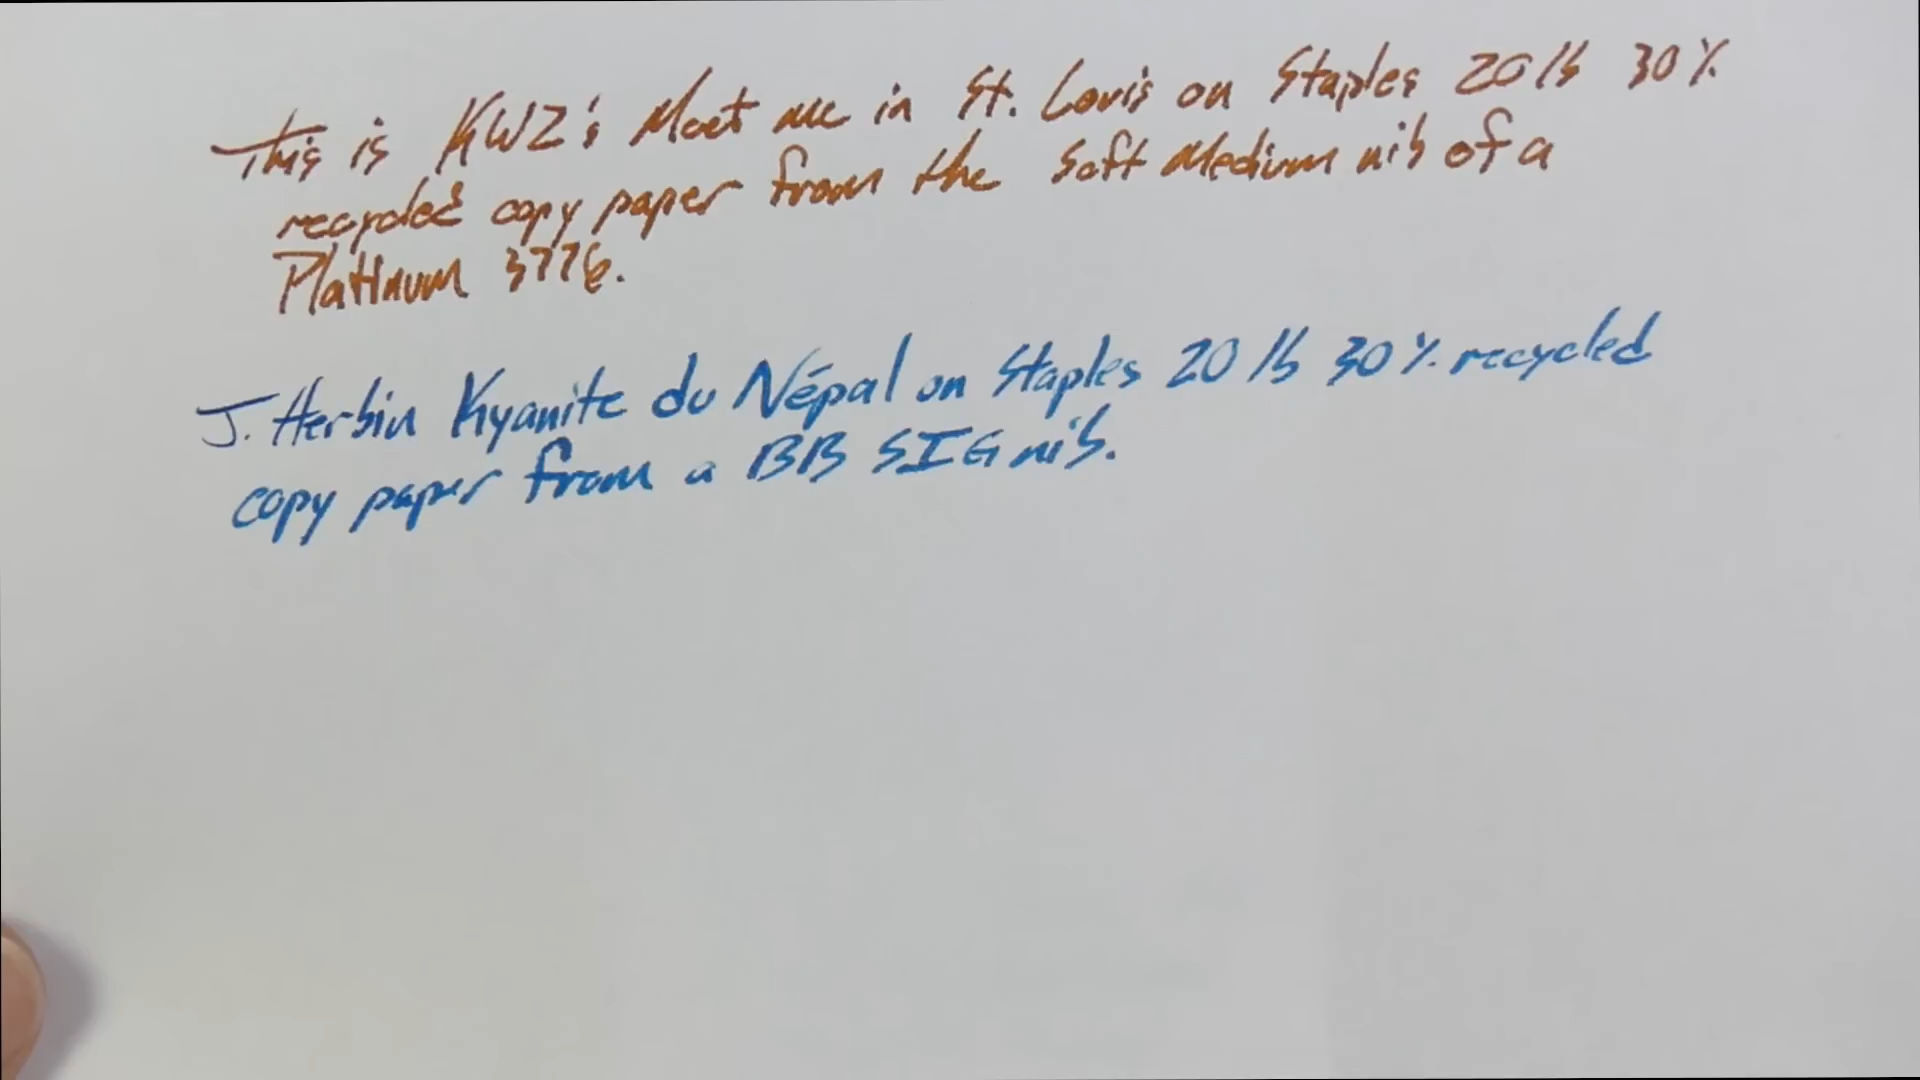 This is KWZ's Meet me in St. Louis on Staples 20 lb 30%
recycled copy paper from the Soft Medium nib of a
Platinum 3776.
J. Herbin Kyanite du Népal on Staples 20 lb 30% recycled
copy paper from a BB SIG nib.